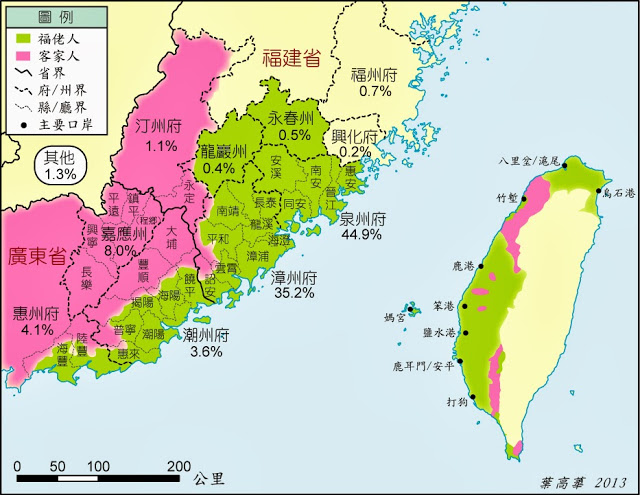 圖例
福佬人
客家人
省界
府/州界
縣/廳界
主要口岸
其他
1.3%
福建省
福州府
0.7%
汀州府
1.1%
永春州
0.5%
興化府
0.2%
龍巖州
0.4%
安溪
南安
惠安
晉江
同安
長泰
南靖
龍溪
海澄
平和
漳浦
雲霄
詔安
泉州府
44.9%
漳州府
35.2%
永定
平遠
鎮平
程鄉
興寧
嘉應州
8.0%
大埔
長樂
豐順
廣東省
饒平
海陽
揭陽
潮州府
3.6%
惠州府
4.1%
普寧
潮陽
惠來
陸豐
海豐
八里坌/滬尾
烏石港
竹塹
鹿港
笨港
媽宮
鹽水港
鹿耳門/安平
打狗
0 50 100 200 公里
葉高華 2013